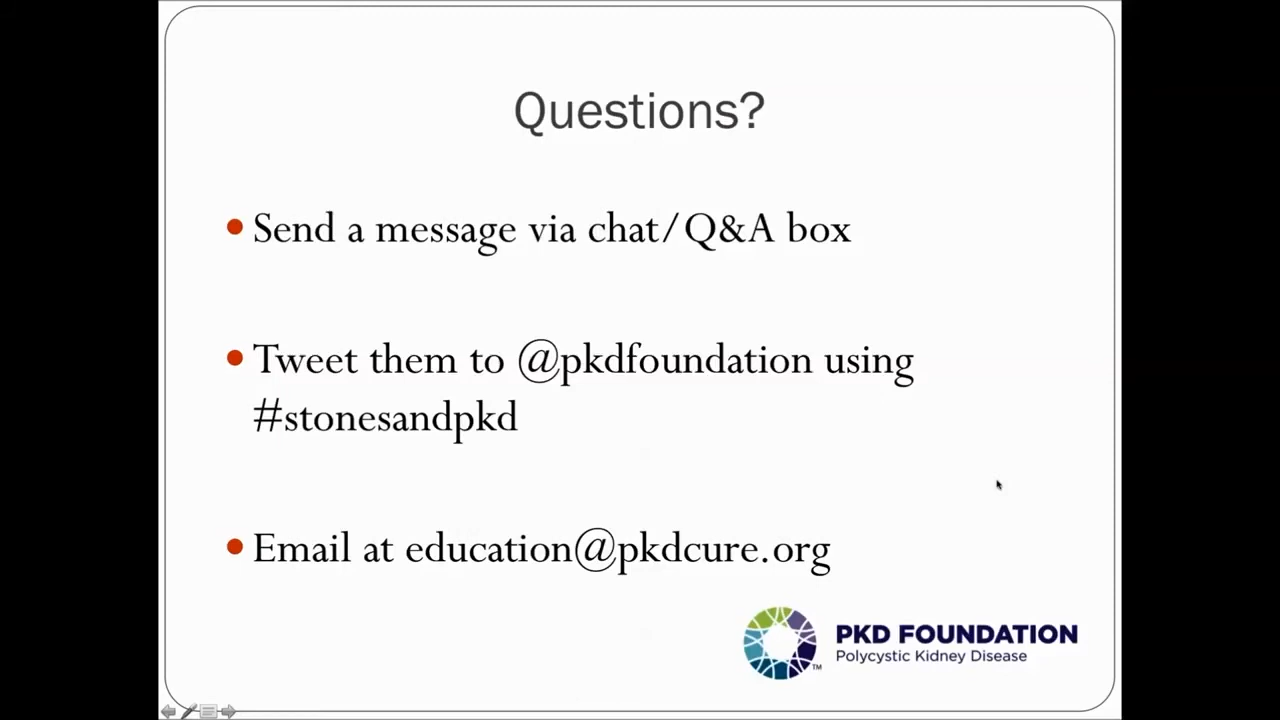 Questions?
Send a message via chat/Q&A box
Tweet them to @pkdfoundation using
#stonesandpkd
Email at education@pkdcure.org
PKD FOUNDATION
Polycystic Kidney Disease
TM